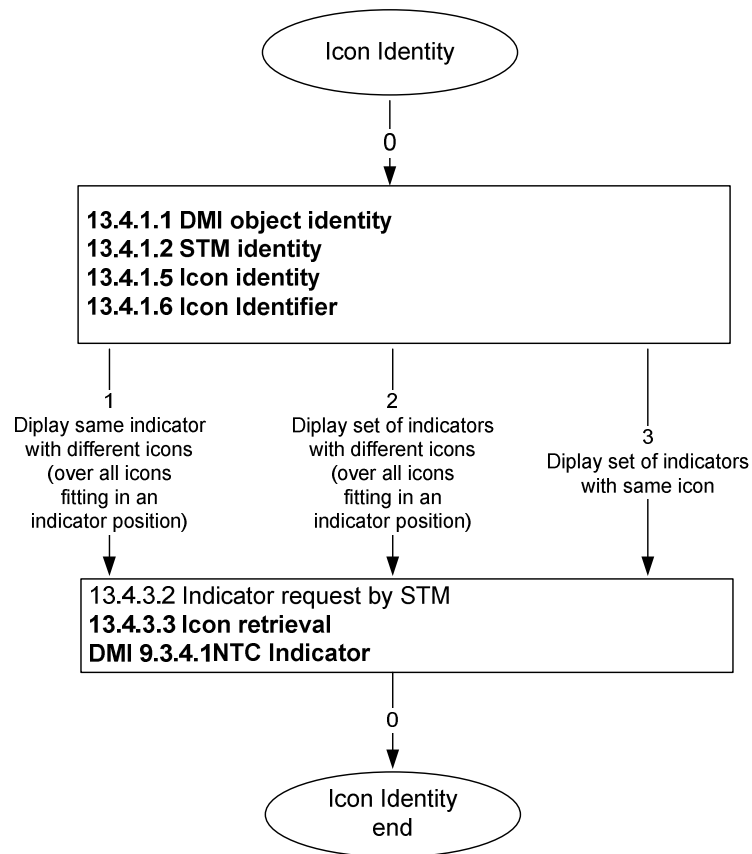 Icon Identity
0
13.4.1.1 DMI object identity
13.4.1.2 STM identity
13.4.1.5 Icon identity
13.4.1.6 Icon Identifier
1
Diplay same indicator
with different icons
(over all icons
fitting in an
indicator position)
2
Diplay set of indicators
with different icons
(over all icons
fitting in an
indicator position)
3
Diplay set of indicators
with same icon
13.4.3.2 Indicator request by STM
13.4.3.3 Icon retrieval
DMI 9.3.4.1NTC Indicator
0
Icon Identity
end